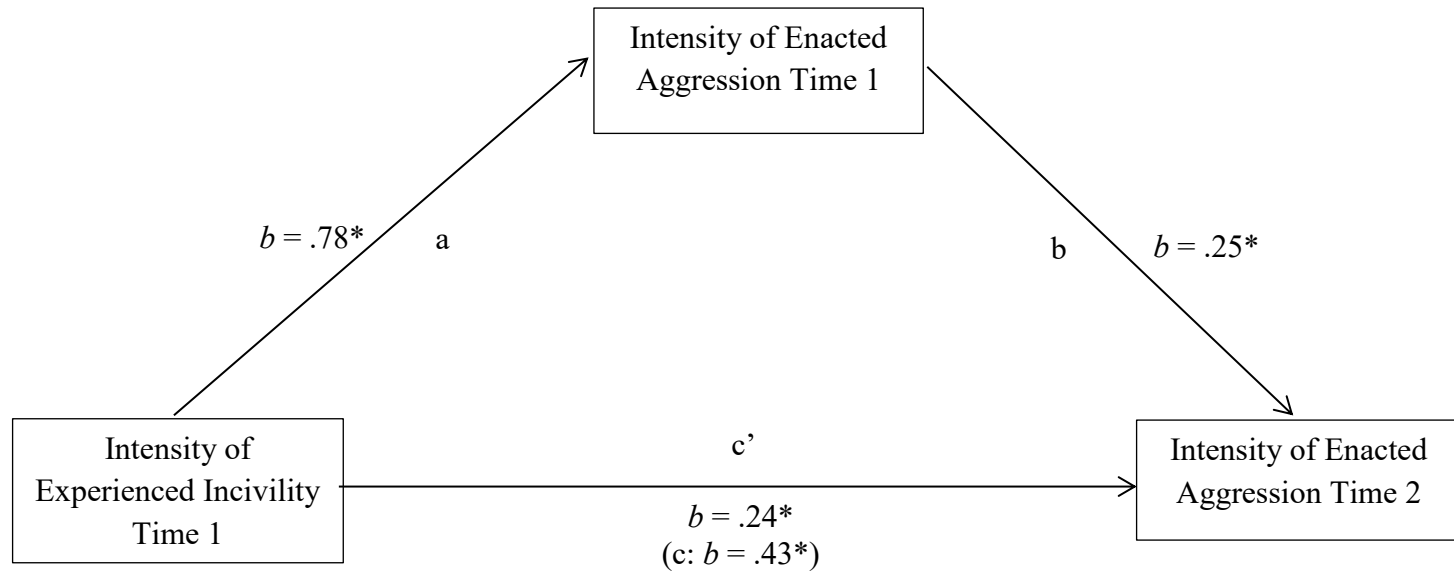 Intensity of Enacted
Aggression Time 1
b = .78*
a
b
b = .25*
Intensity of
Experienced Incivility
Time 1
c’
b = .24*
(c: b = .43*)
Intensity of Enacted
Aggression Time 2